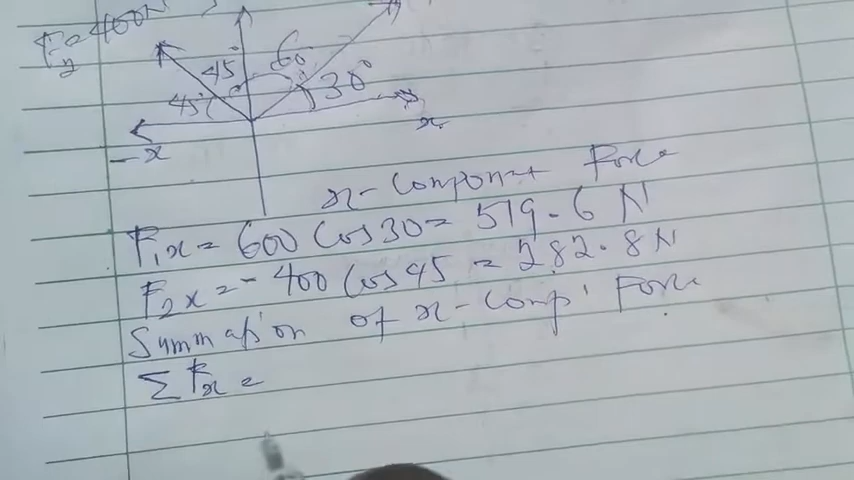 F₂ = 400N
45° 60
45° 30°
-x x
x-component Force
F₁x = 600 Cos 30 = 519.6 N
F₂x = - 400 Cos 45 = 282.8 N
Summation of x-comp' Force
ΣFx =